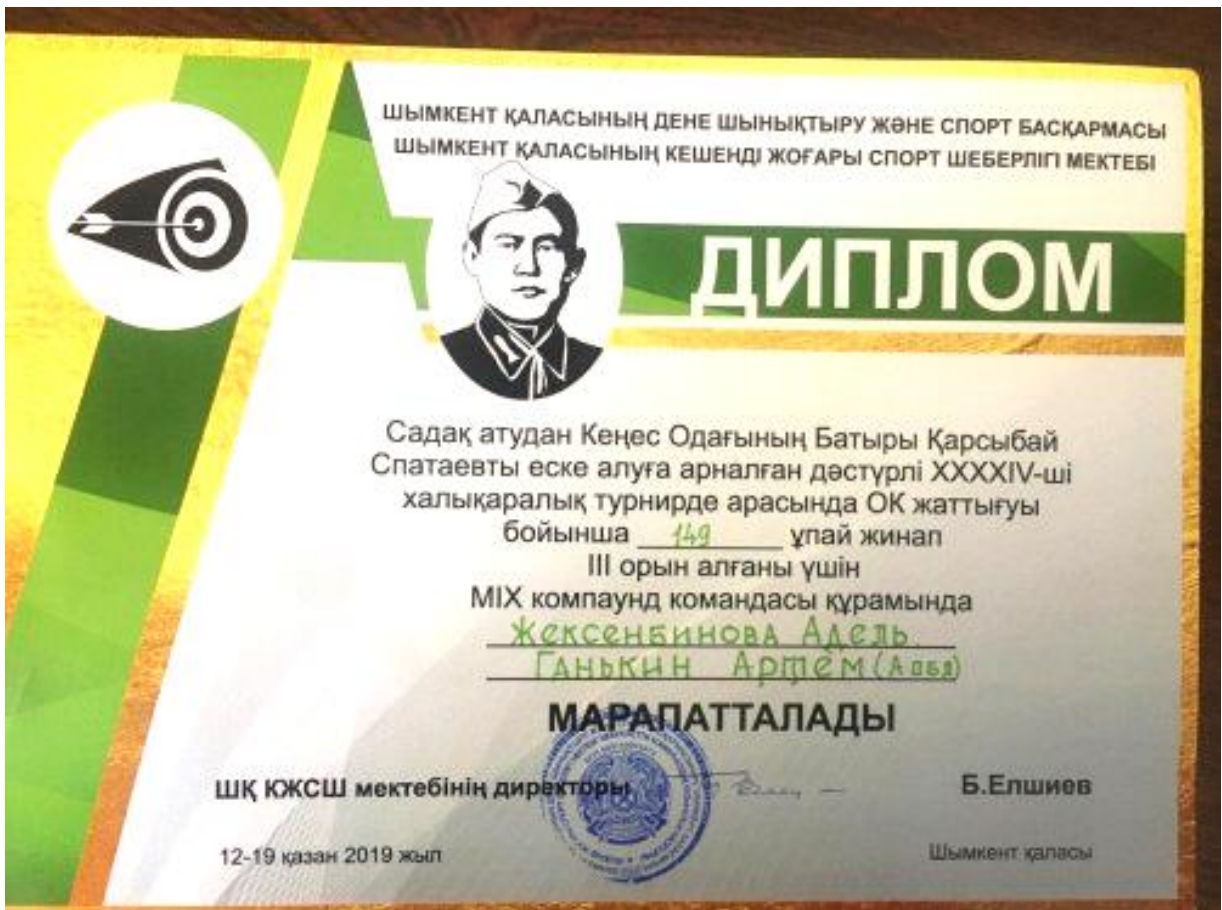 ШЫМКЕНТ ҚАЛАСЫНЫҢ ДЕНЕ ШЫНЫҚТЫРУ ЖӘНЕ СПОРТ БАСҚАРМАСЫ
ШЫМКЕНТ ҚАЛАСЫНЫҢ КЕШЕНДІ ЖОҒАРЫ СПОРТ ШЕБЕРЛІГІ МЕКТЕБІ
ДИПЛОМ
Садақ атудан Кеңес Одағының Батыры Қарсыбай
Спатаевты еске алуға арналған дәстүрлі XXXXIV-ші
халықаралық турнирде арасында ОК жаттығуы
бойынша 149 ұпай жинап
III орын алғаны үшін
MIX компаунд командасы құрамында
Жексенбинова Адель
Ганькин Артём (Аобл)
МАРАПАТТАЛАДЫ
ШҚ КЖСШ мектебінің директоры Б.Елшиев
12-19 қазан 2019 жыл Шымкент қаласы